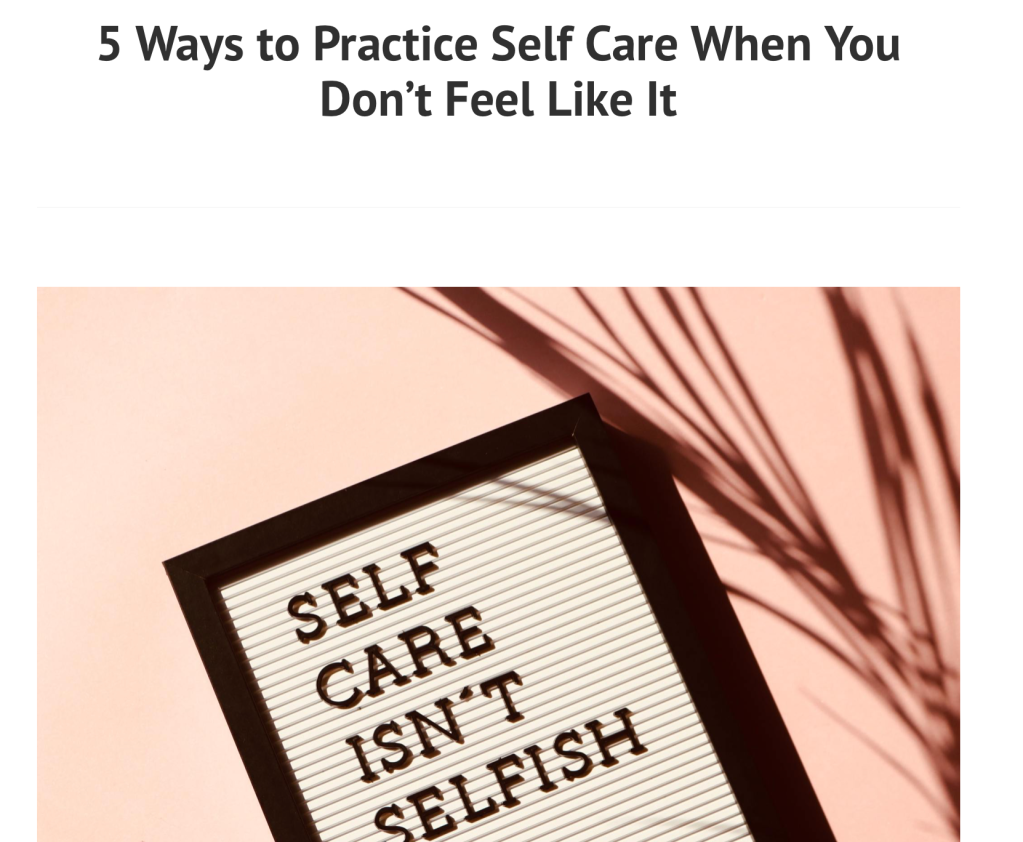 5 Ways to Practice Self Care When You
Don’t Feel Like It
SELF
CARE
ISN´T
SELFISH